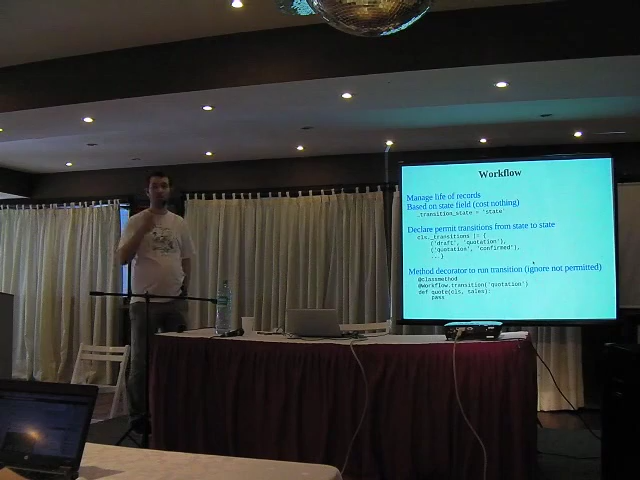 Workflow
Manage life of records
Based on state field (cost nothing)
_transition_state = 'state'
Declare permit transitions from state to state
cls._transitions |= {
('draft', 'quotation'),
('quotation', 'confirmed'),
...}
Method decorator to run transition (ignore not permitted)
@classmethod
@Workflow.transition('quotation')
def quote(cls, sales):
pass